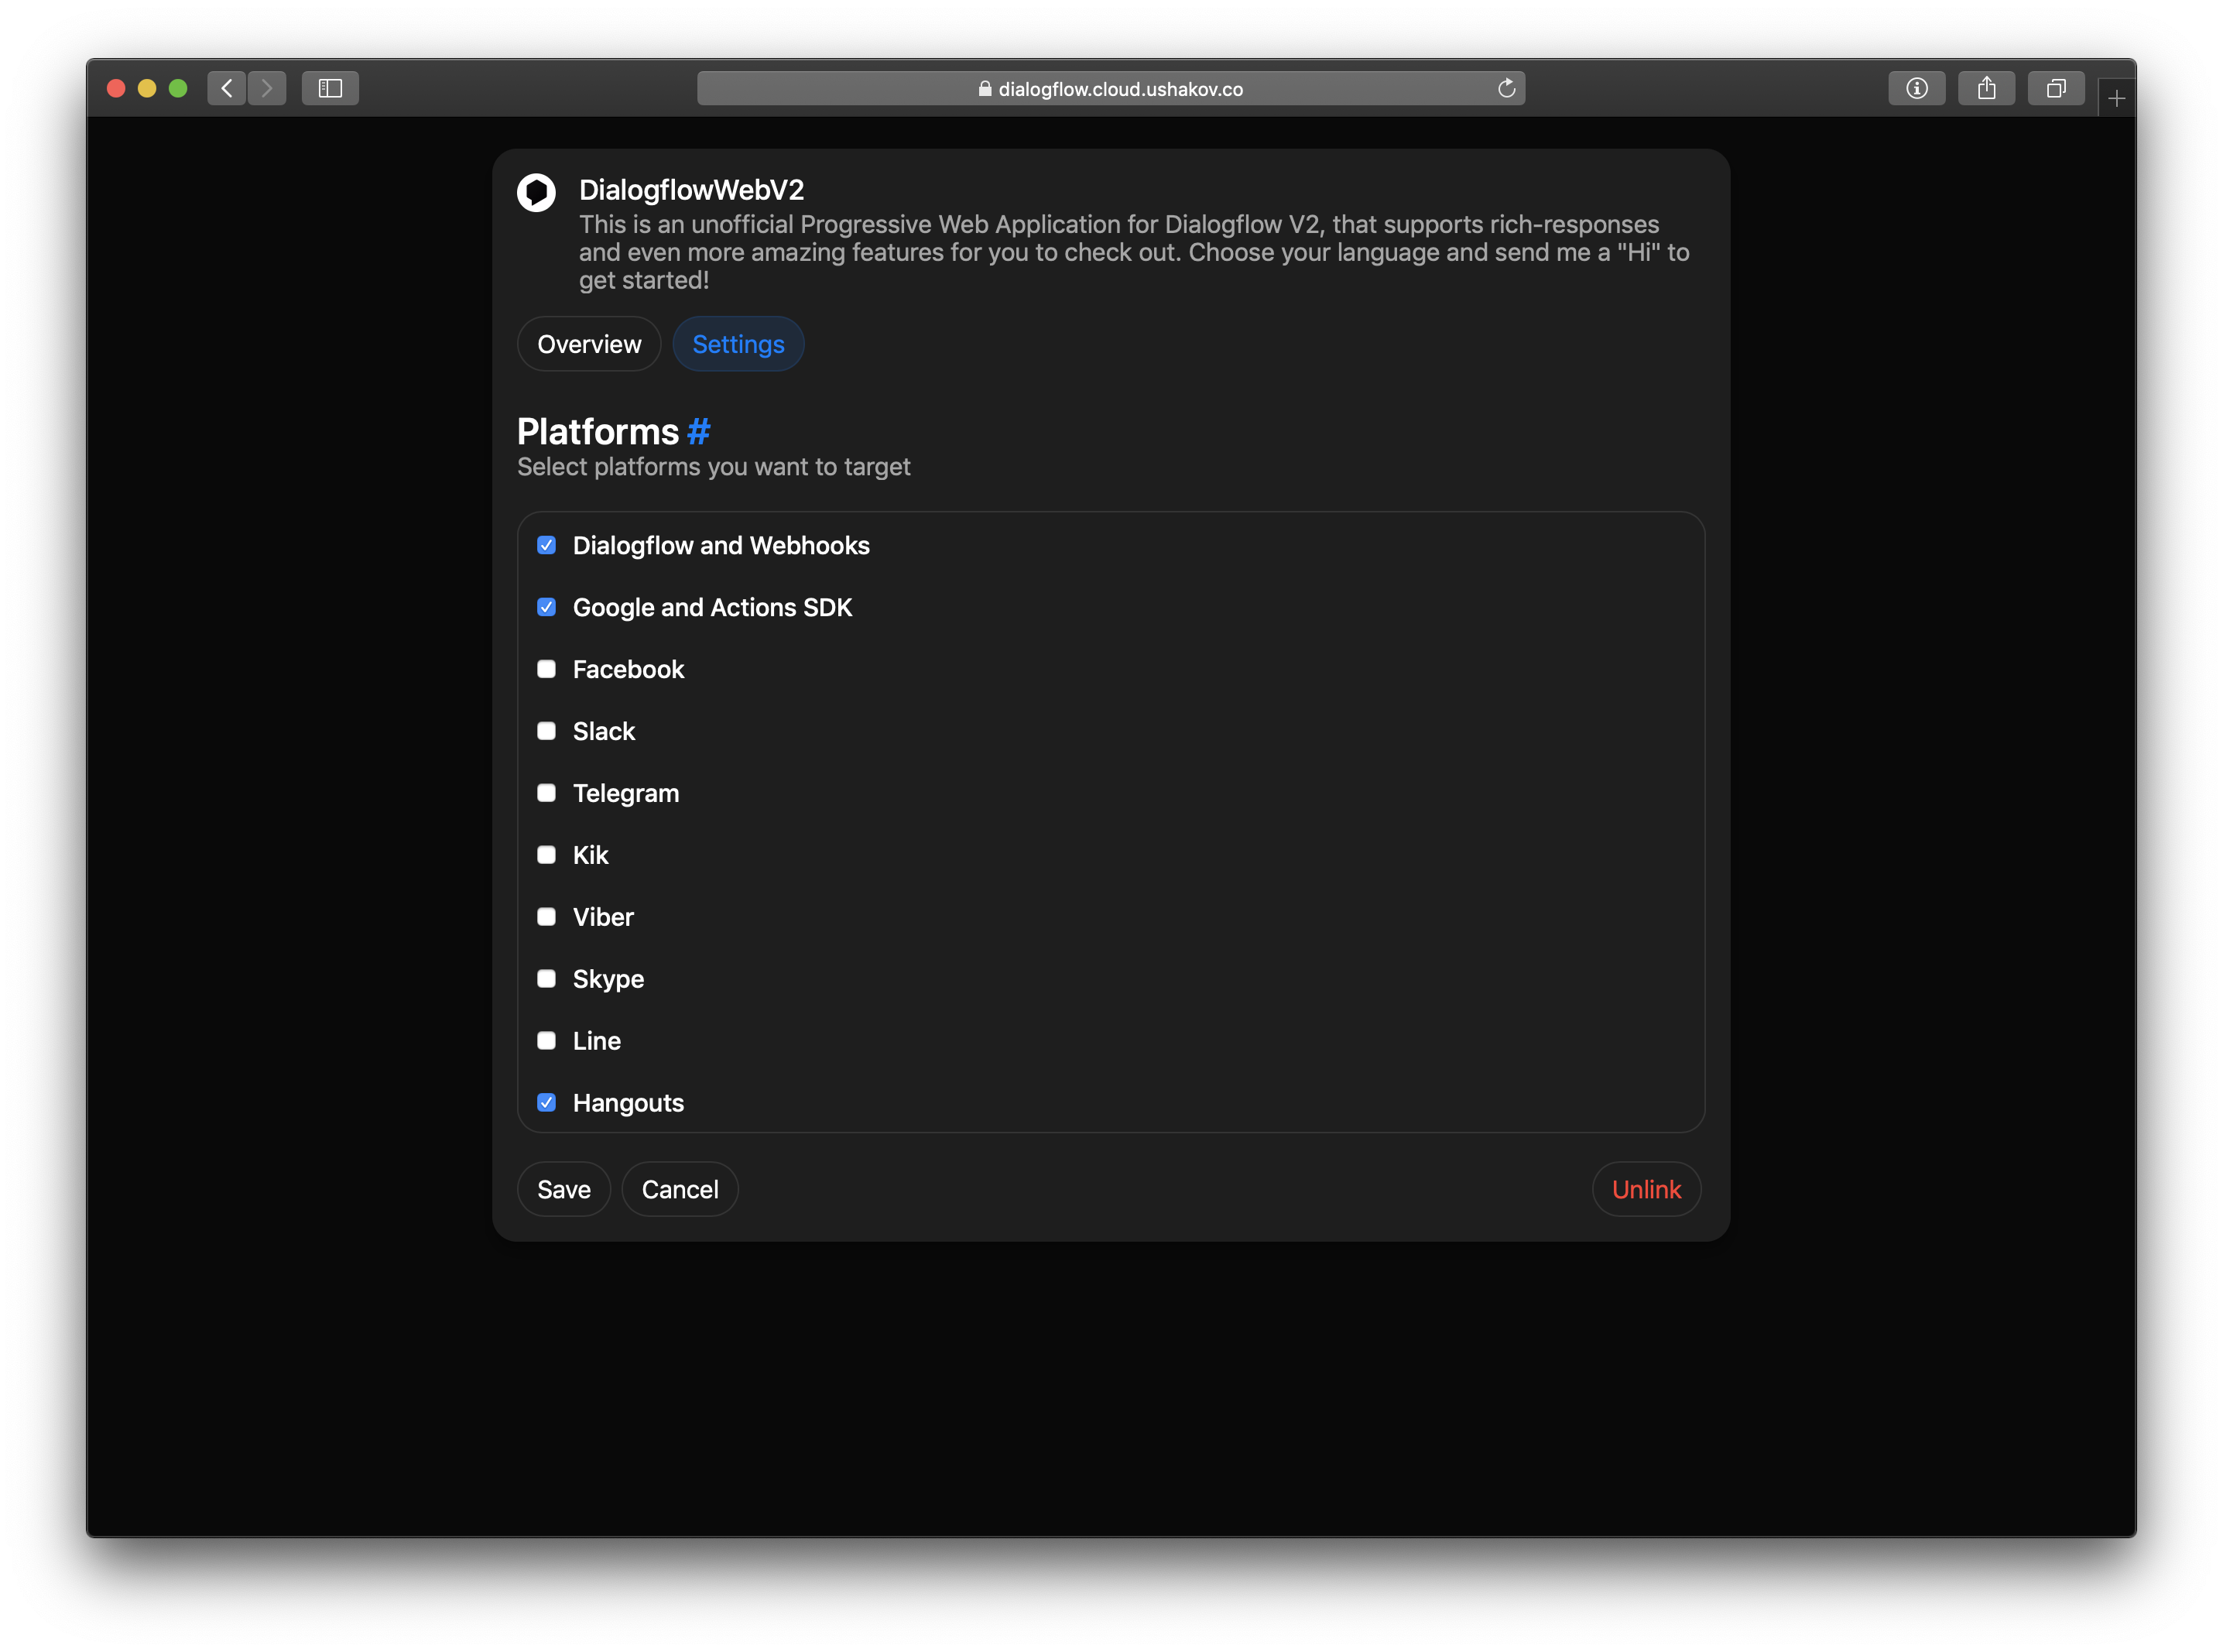 dialogflow.cloud.ushakov.co
DialogflowWebV2
This is an unofficial Progressive Web Application for Dialogflow V2, that supports rich-responses
and even more amazing features for you to check out. Choose your language and send me a "Hi" to
get started!
Overview Settings
Platforms #
Select platforms you want to target
Dialogflow and Webhooks
Google and Actions SDK
Facebook
Slack
Telegram
Kik
Viber
Skype
Line
Hangouts
Save Cancel Unlink